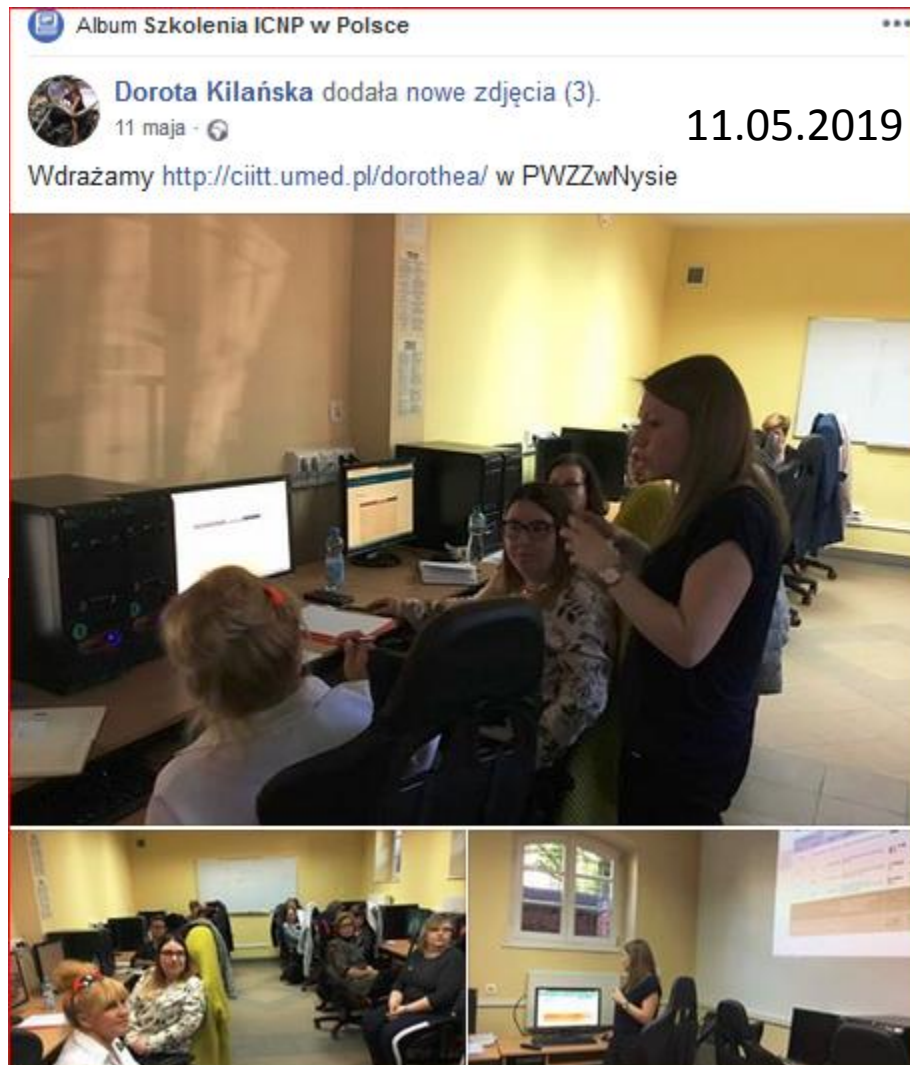 Album Szkolenia ICNP w Polsce
Dorota Kilańska dodała nowe zdjęcia (3).
11 maja ·
11.05.2019
Wdrażamy http://ciitt.umed.pl/dorothea/ w PWZZwNysie